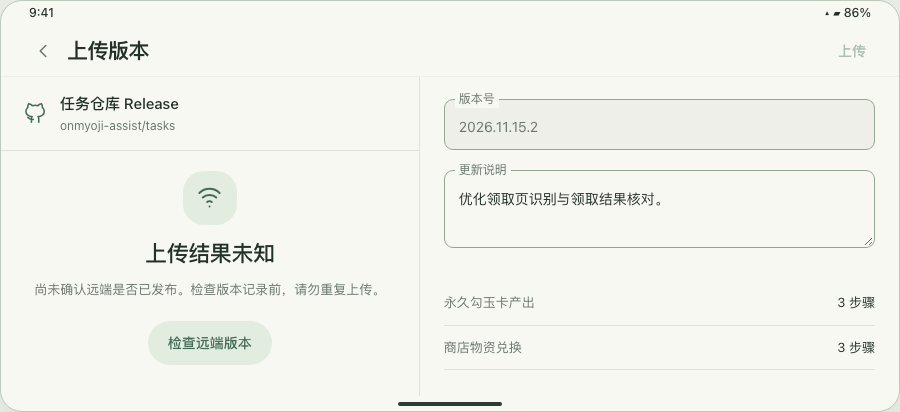 9:41
86%
上传版本
上传
任务仓库 Release
onmyoji-assist/tasks
上传结果未知
尚未确认远端是否已发布。检查版本记录前，请勿重复上传。
检查远端版本
版本号
2026.11.15.2
更新说明
优化领取页识别与领取结果核对。
永久勾玉卡产出
3 步骤
商店物资兑换
3 步骤